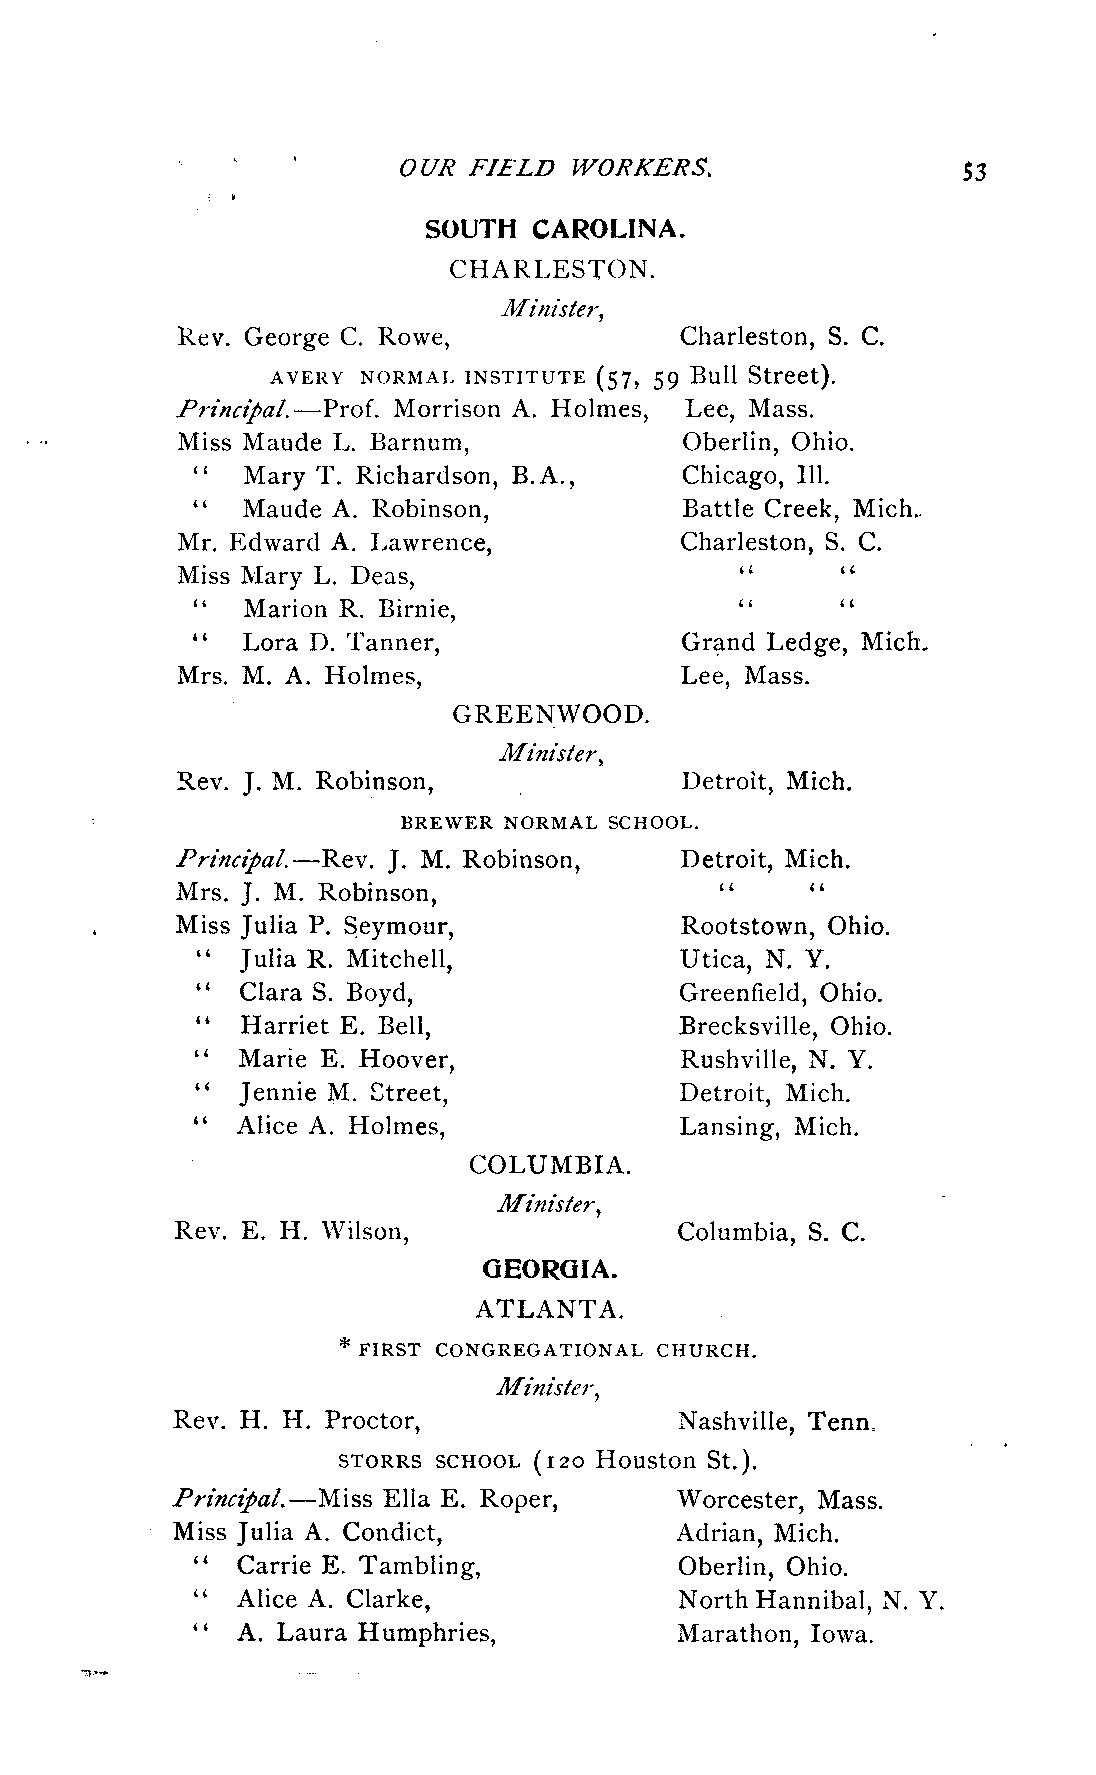 OUR FIELD WORKERS. 53
SOUTH CAROLINA.
CHARLESTON.
Minister,
Rev. George C. Rowe, Charleston, S. C.
AVERY NORMAL INSTITUTE (57, 59 Bull Street).
Principal.—Prof. Morrison A. Holmes, Lee, Mass.
Miss Maude L. Barnum, Oberlin, Ohio.
“ Mary T. Richardson, B.A., Chicago, Ill.
“ Maude A. Robinson, Battle Creek, Mich.
Mr. Edward A. Lawrence, Charleston, S. C.
Miss Mary L. Deas, “ “
“ Marion R. Birnie, “ “
“ Lora D. Tanner, Grand Ledge, Mich.
Mrs. M. A. Holmes, Lee, Mass.
GREENWOOD.
Minister,
Rev. J. M. Robinson, Detroit, Mich.
BREWER NORMAL SCHOOL.
Principal.—Rev. J. M. Robinson, Detroit, Mich.
Mrs. J. M. Robinson, “ “
Miss Julia P. Seymour, Rootstown, Ohio.
“ Julia R. Mitchell, Utica, N. Y.
“ Clara S. Boyd, Greenfield, Ohio.
“ Harriet E. Bell, Brecksville, Ohio.
“ Marie E. Hoover, Rushville, N. Y.
“ Jennie M. Street, Detroit, Mich.
“ Alice A. Holmes, Lansing, Mich.
COLUMBIA.
Minister,
Rev. E. H. Wilson, Columbia, S. C.
GEORGIA.
ATLANTA.
* FIRST CONGREGATIONAL CHURCH.
Minister,
Rev. H. H. Proctor, Nashville, Tenn.
STORRS SCHOOL (120 Houston St.).
Principal.—Miss Ella E. Roper, Worcester, Mass.
Miss Julia A. Condict, Adrian, Mich.
“ Carrie E. Tambling, Oberlin, Ohio.
“ Alice A. Clarke, North Hannibal, N. Y.
“ A. Laura Humphries, Marathon, Iowa.